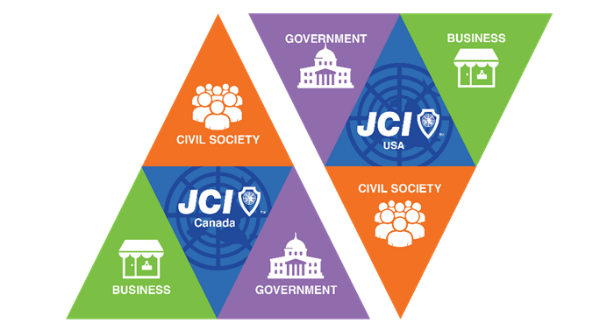 CIVIL SOCIETY
JCI
Canada
BUSINESS
GOVERNMENT
GOVERNMENT
BUSINESS
JCI
USA
CIVIL SOCIETY